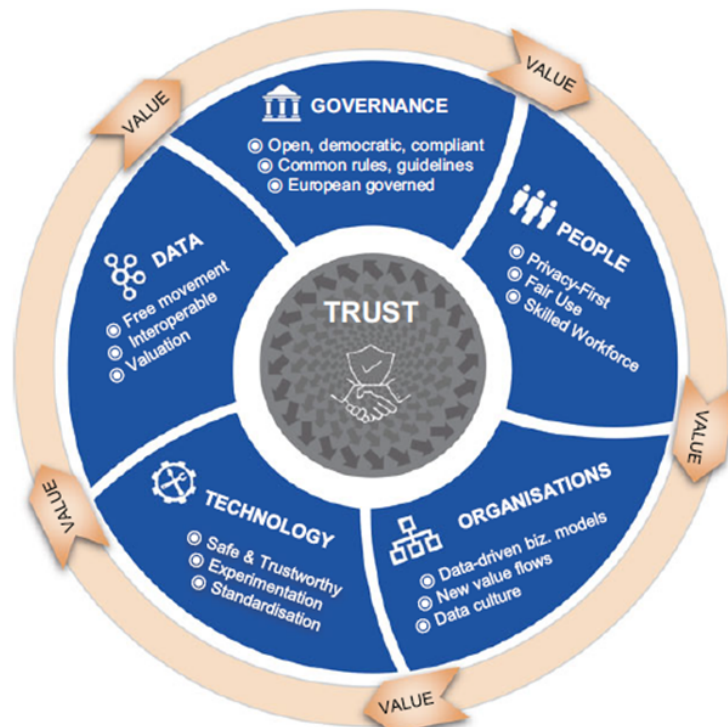 VALUE
GOVERNANCE
Open, democratic, compliant
Common rules, guidelines
European governed
VALUE
PEOPLE
Privacy-First
Fair Use
Skilled Workforce
VALUE
ORGANISATIONS
Data-driven biz. models
New value flows
Data culture
VALUE
TECHNOLOGY
Safe & Trustworthy
Experimentation
Standardisation
VALUE
DATA
Free movement
Interoperable
Valuation
TRUST